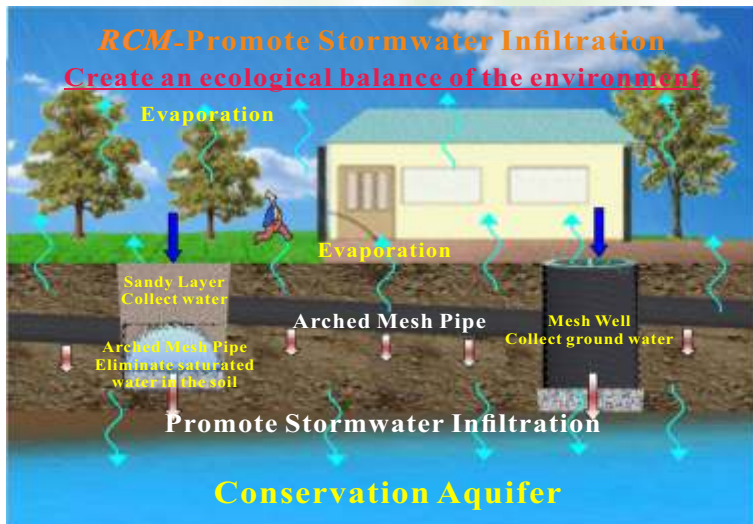 RCM-Promote Stormwater Infiltration
Create an ecological balance of the environment
Evaporation
Evaporation
Sandy Layer
Collect water
Arched Mesh Pipe
Mesh Well
Collect ground water
Arched Mesh Pipe
Eliminate saturated
water in the soil
Promote Stormwater Infiltration
Conservation Aquifer